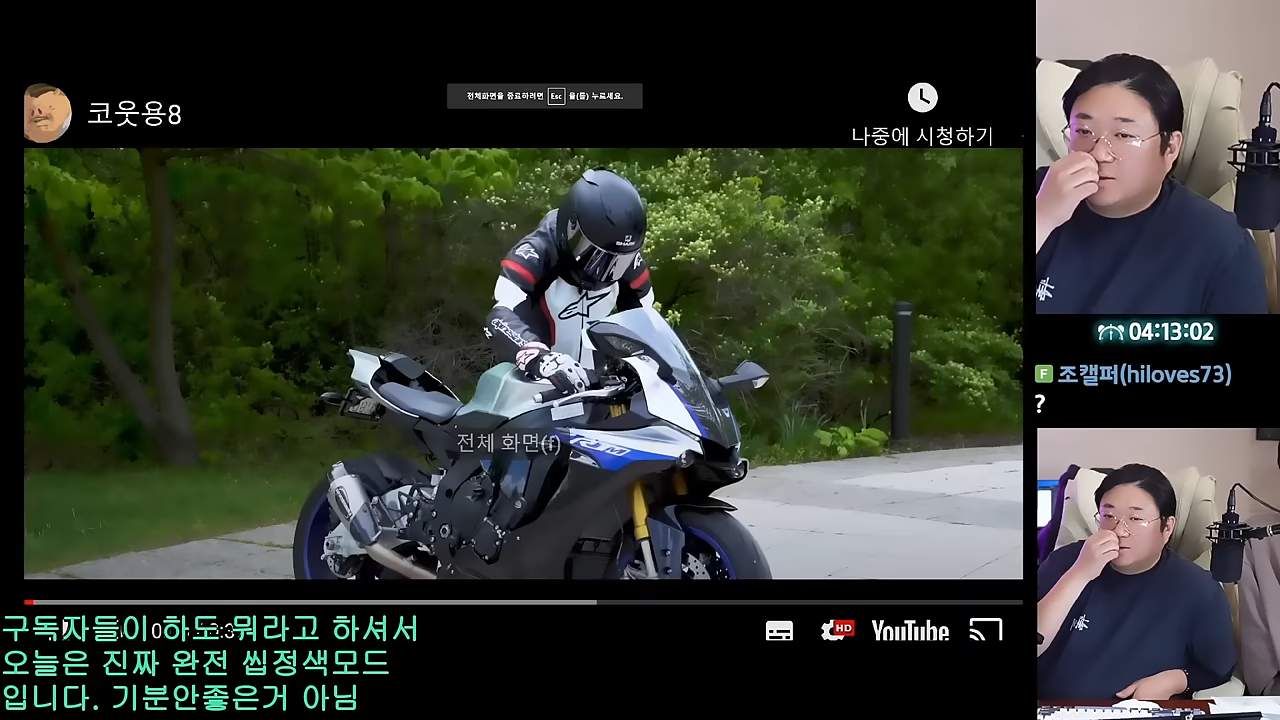 코웃용8
전체화면을 종료하려면 Esc 을(를) 누르세요.
나중에 시청하기
SHARK
전체 화면(f)
R1M
04:13:02
F 조캘퍼(hiloves73)
?
HD
YouTube
구독자들이 하도 뭐라고 하셔서
오늘은 진짜 완전 씹정색모드
입니다. 기분안좋은거 아님